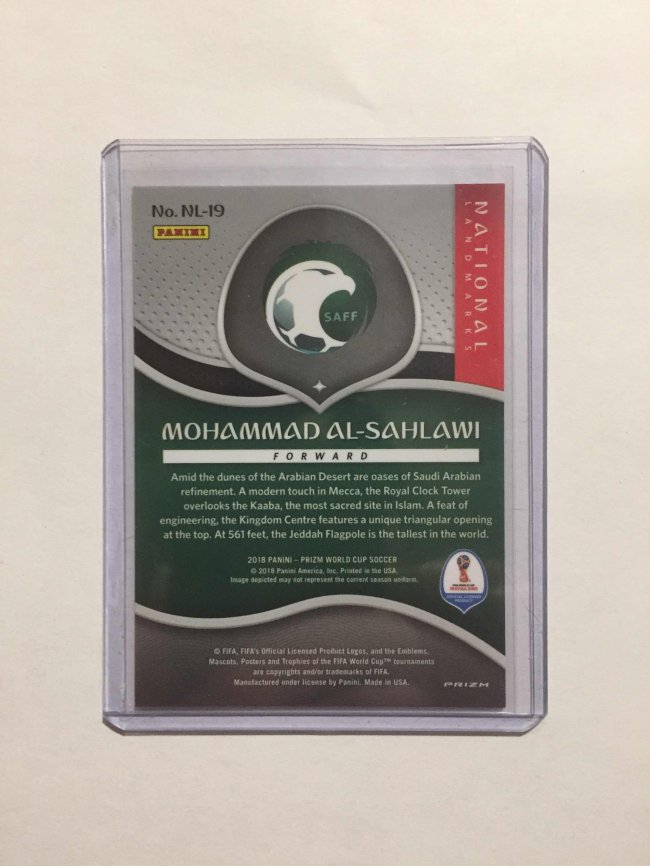 No. NL-19
PANINI
NATIONAL
LANDMARKS
SAFF
MOHAMMAD AL-SAHLAWI
FORWARD
Amid the dunes of the Arabian Desert are oases of Saudi Arabian
refinement. A modern touch in Mecca, the Royal Clock Tower
overlooks the Kaaba, the most sacred site in Islam. A feat of
engineering, the Kingdom Centre features a unique triangular opening
at the top. At 561 feet, the Jeddah Flagpole is the tallest in the world.
2018 PANINI – PRIZM WORLD CUP SOCCER
© 2018 Panini America, Inc. Printed in the USA.
Image depicted may not represent the current season uniform.
OFFICIAL LICENSED
PRODUCT
© FIFA, FIFA's Official Licensed Product Logos, and the Emblems,
Mascots, Posters and Trophies of the FIFA World Cup™ tournaments
are copyrights and/or trademarks of FIFA.
Manufactured under license by Panini. Made in USA.
PRIZM